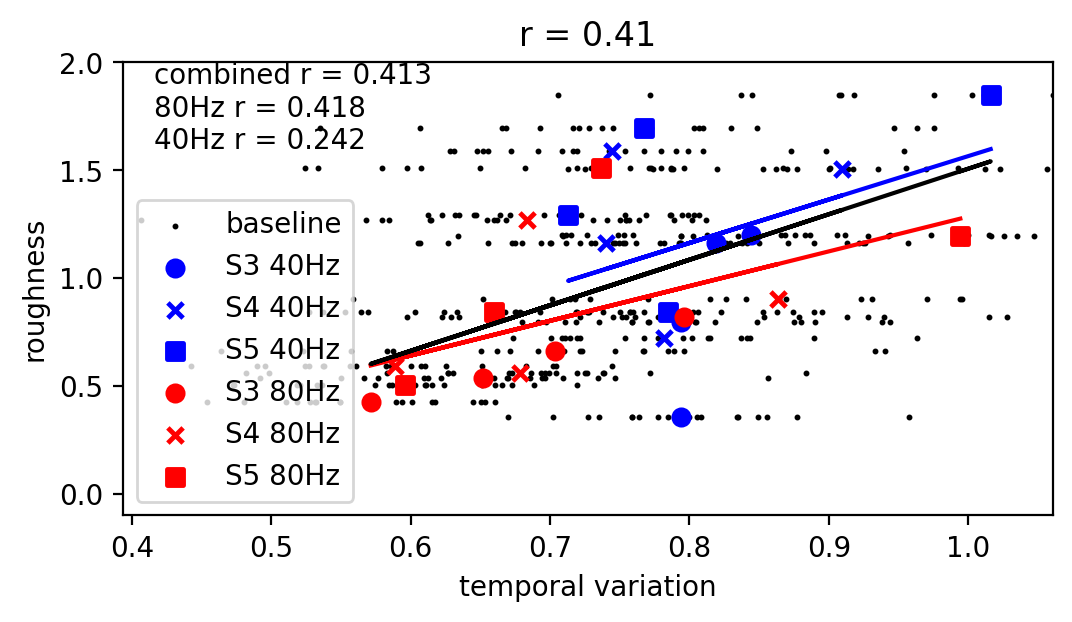 r = 0.41
combined r = 0.413
80Hz r = 0.418
40Hz r = 0.242
2.0
1.5
1.0
0.5
0.0
roughness
baseline
S3 40Hz
S4 40Hz
S5 40Hz
S3 80Hz
S4 80Hz
S5 80Hz
0.4 0.5 0.6 0.7 0.8 0.9 1.0
temporal variation